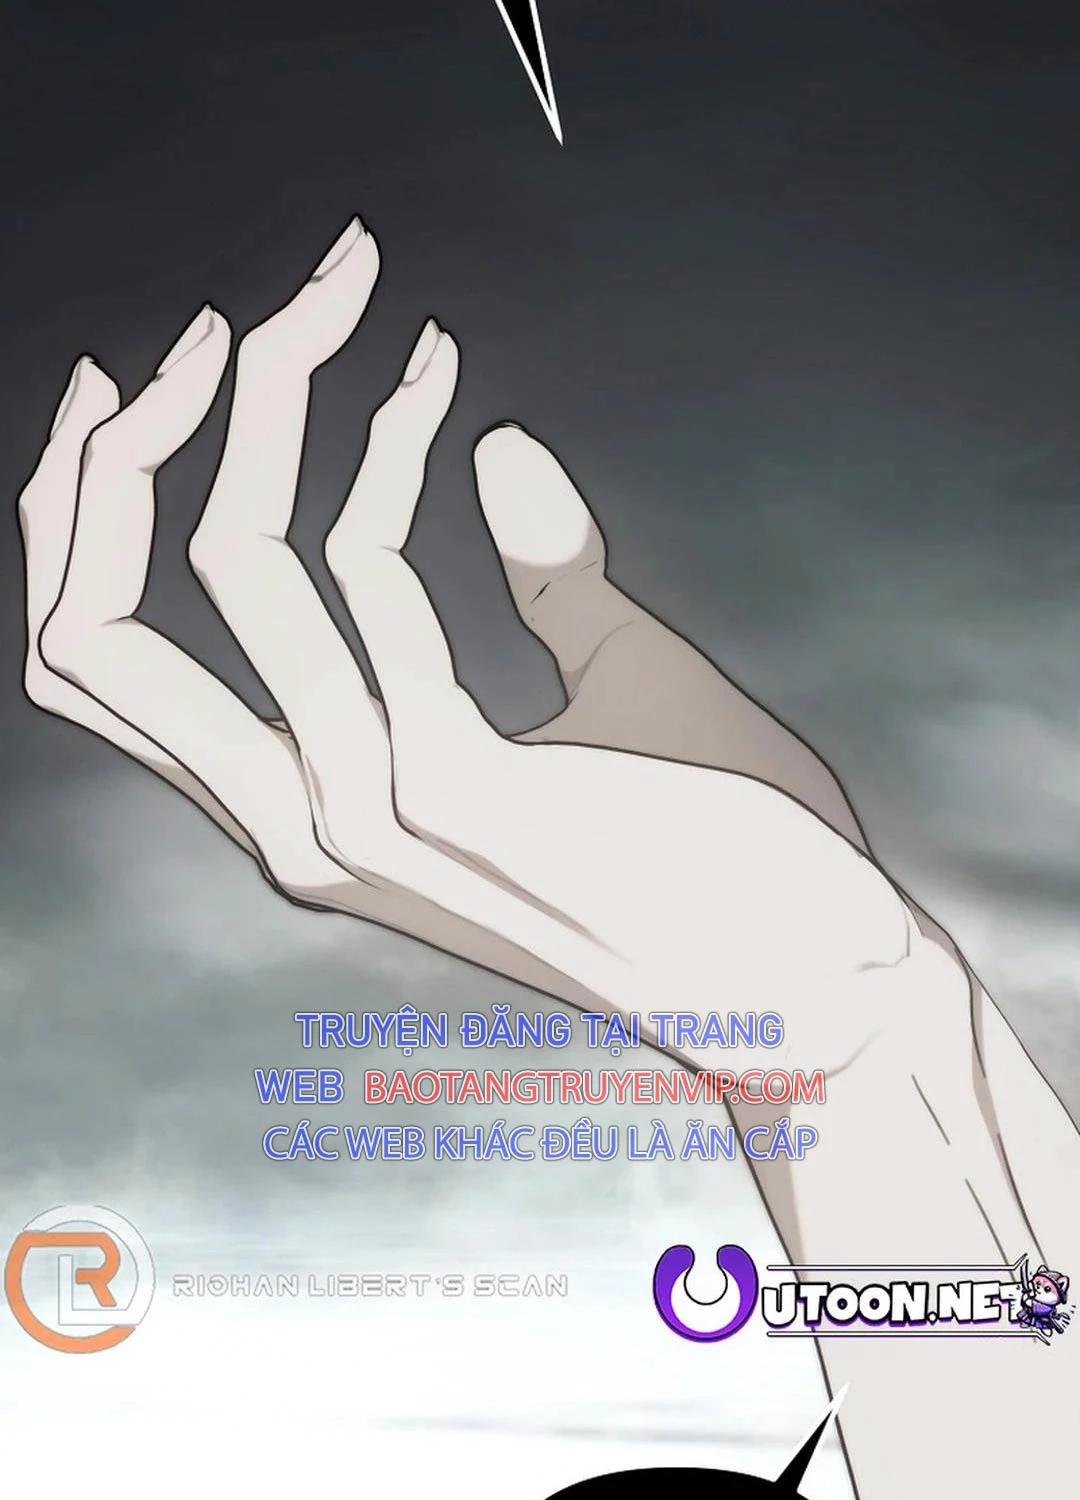 TRUYỆN ĐĂNG TẠI TRANG
WEB BAOTANGTRUYENVIP.COM
CÁC WEB KHÁC ĐỀU LÀ ĂN CẮP
RL RIOHAN LIBERT'S SCAN
UTOON.NET